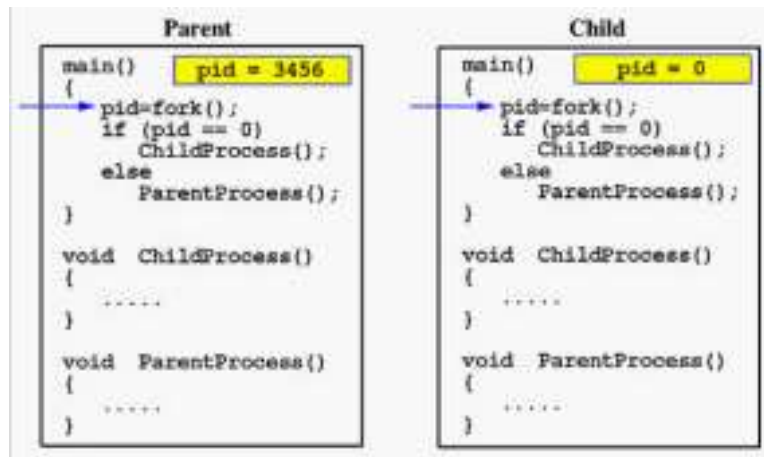 Parent
main()
pid = 3456
{
pid=fork();
if (pid == 0)
ChildProcess();
else
ParentProcess();
}
void ChildProcess()
{
.....
}
void ParentProcess()
{
.....
}
Child
main()
pid = 0
{
pid=fork();
if (pid == 0)
ChildProcess();
else
ParentProcess();
}
void ChildProcess()
{
.....
}
void ParentProcess()
{
.....
}